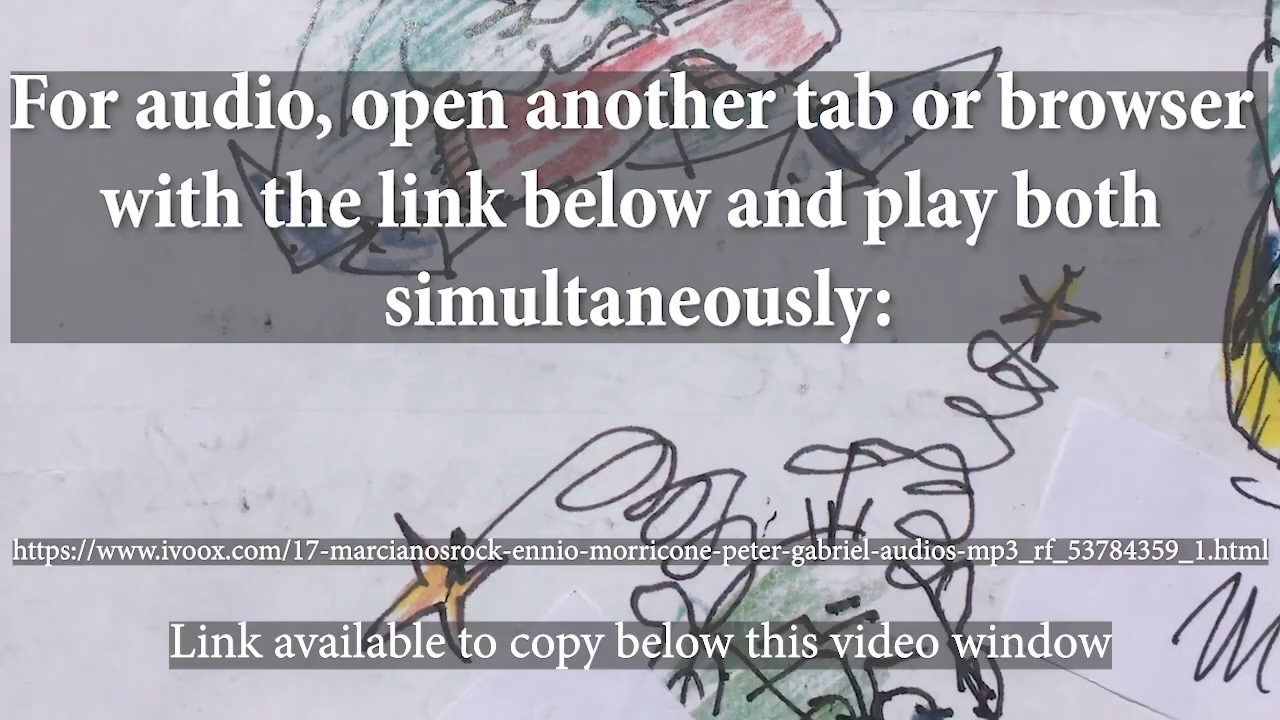 For audio, open another tab or browser
with the link below and play both
simultaneously:
https://www.ivoox.com/17-marcianosrock-ennio-morricone-peter-gabriel-audios-mp3_rf_53784359_1.html
Link available to copy below this video window